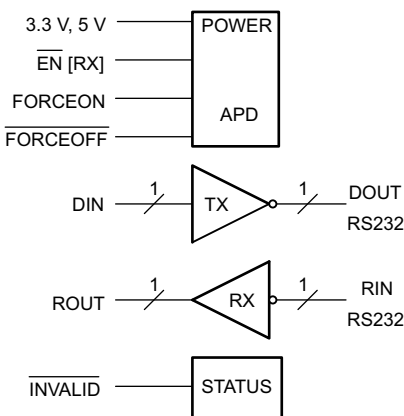 3.3 V, 5 V
POWER
EN [RX]
FORCEON
APD
FORCEOFF
1
1
DIN
TX
DOUT
RS232
1
1
ROUT
RX
RIN
RS232
INVALID
STATUS